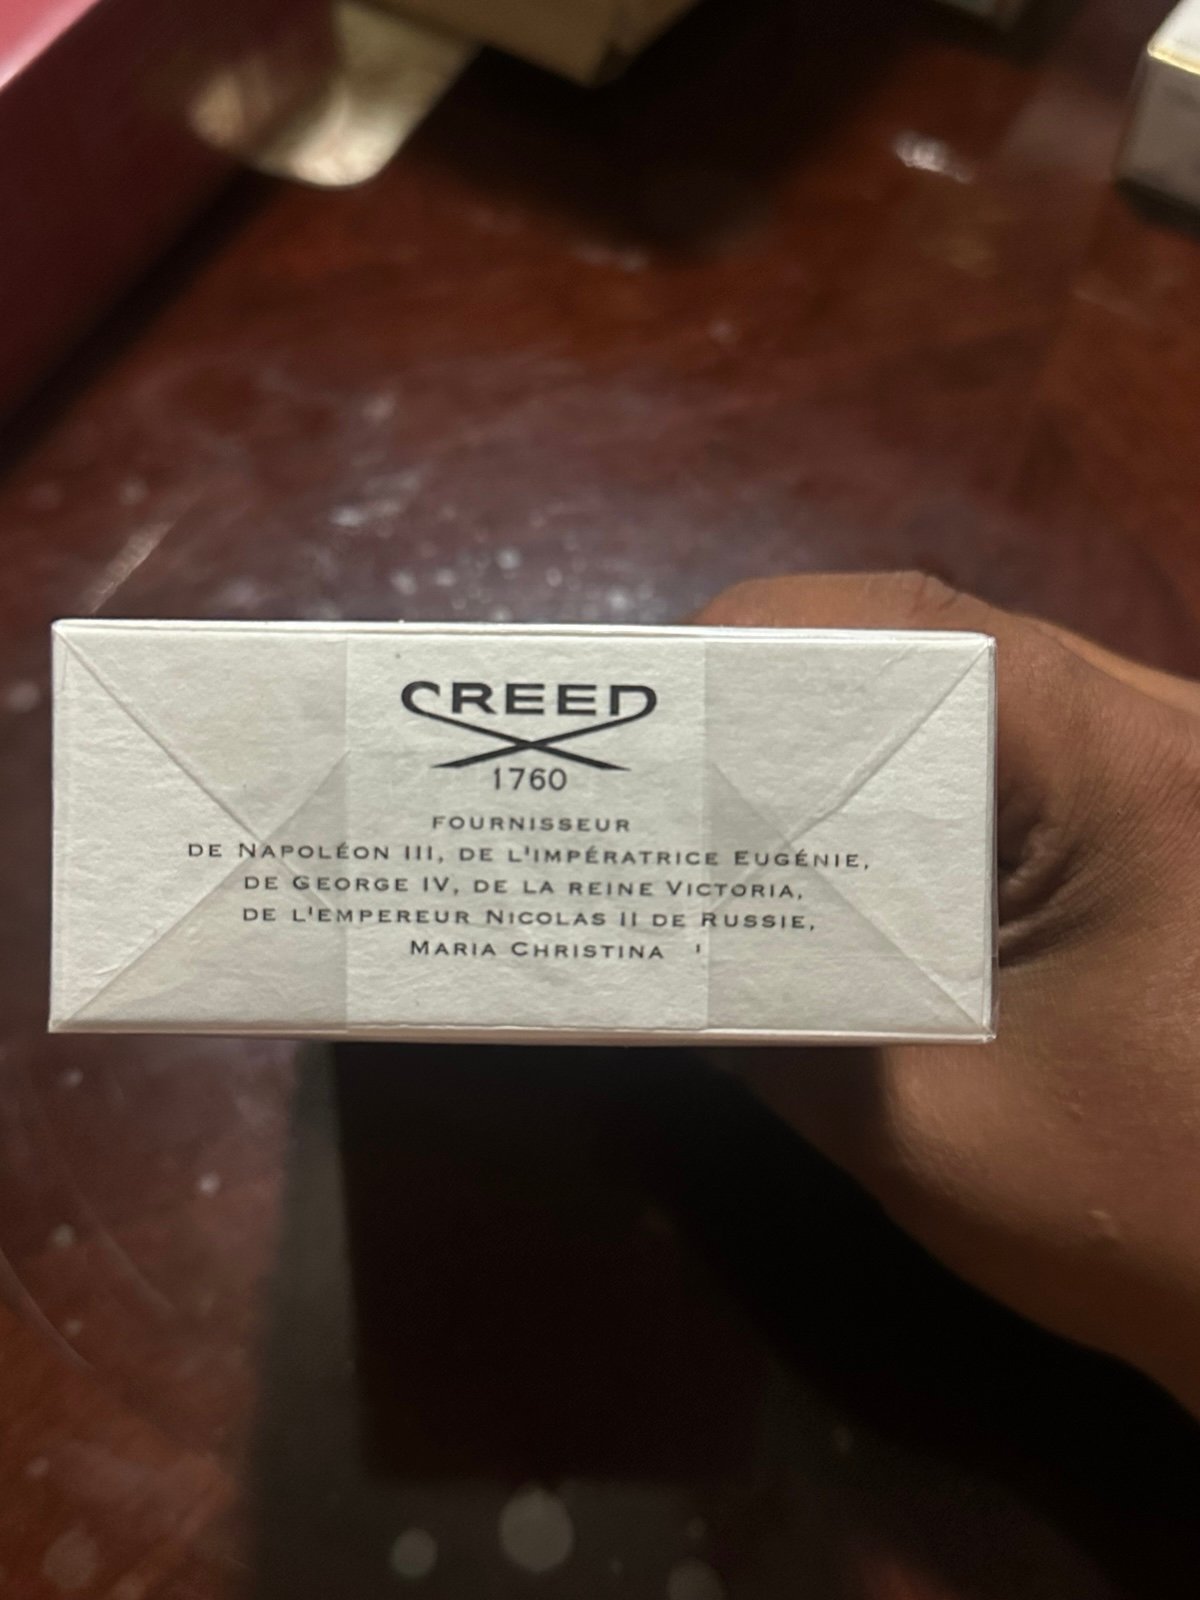 CREED
1760
FOURNISSEUR
DE NAPOLÉON III, DE L'IMPÉRATRICE EUGÉNIE,
DE GEORGE IV, DE LA REINE VICTORIA,
DE L'EMPEREUR NICOLAS II DE RUSSIE,
MARIA CHRISTINA '